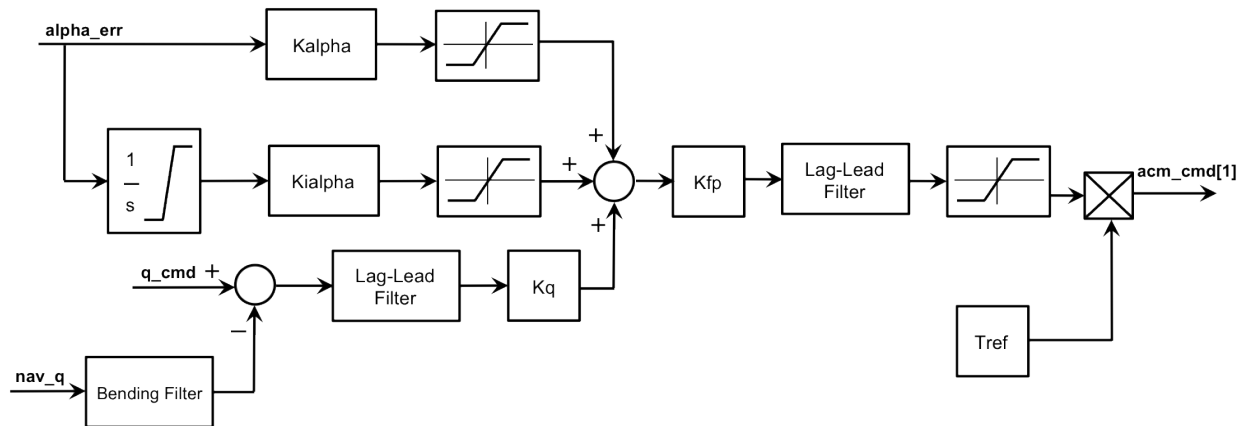 alpha_err
Kalpha
1
s
Kialpha
+
+
+
Kfp
Lag-Lead
Filter
acm_cmd[1]
q_cmd
+
−
Lag-Lead
Filter
Kq
Tref
nav_q
Bending Filter